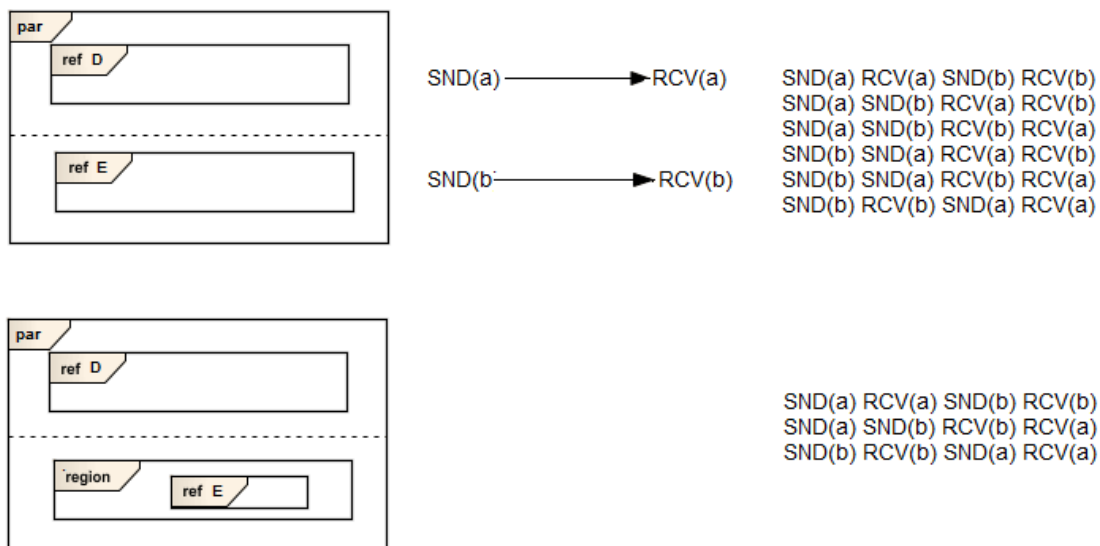 par
ref D
SND(a) RCV(a)
SND(a) RCV(a) SND(b) RCV(b)
SND(a) SND(b) RCV(a) RCV(b)
SND(a) SND(b) RCV(b) RCV(a)
SND(b) SND(a) RCV(a) RCV(b)
SND(b) SND(a) RCV(b) RCV(a)
SND(b) RCV(b) SND(a) RCV(a)
ref E
SND(b RCV(b)
par
ref D
SND(a) RCV(a) SND(b) RCV(b)
SND(a) SND(b) RCV(b) RCV(a)
SND(b) RCV(b) SND(a) RCV(a)
region
ref E